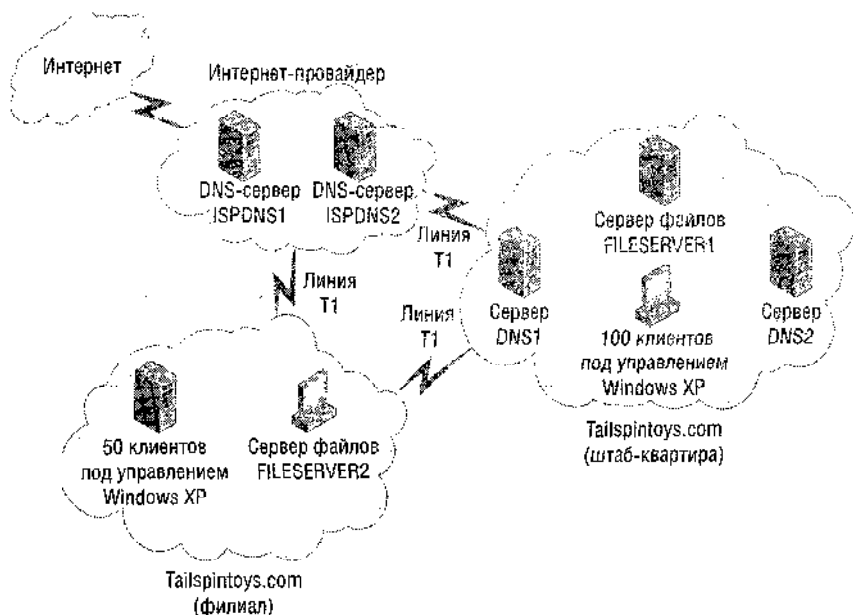 Интернет
Интернет-провайдер
DNS-сервер
ISPDNS1
DNS-сервер
ISPDNS2
Линия
T1
Линия
T1
Линия
T1
Сервер файлов
FILESERVER1
Сервер
DNS1
100 клиентов
под управлением
Windows XP
Сервер
DNS2
Tailspintoys.com
(штаб-квартира)
50 клиентов
под управлением
Windows XP
Сервер файлов
FILESERVER2
Tailspintoys.com
(филиал)